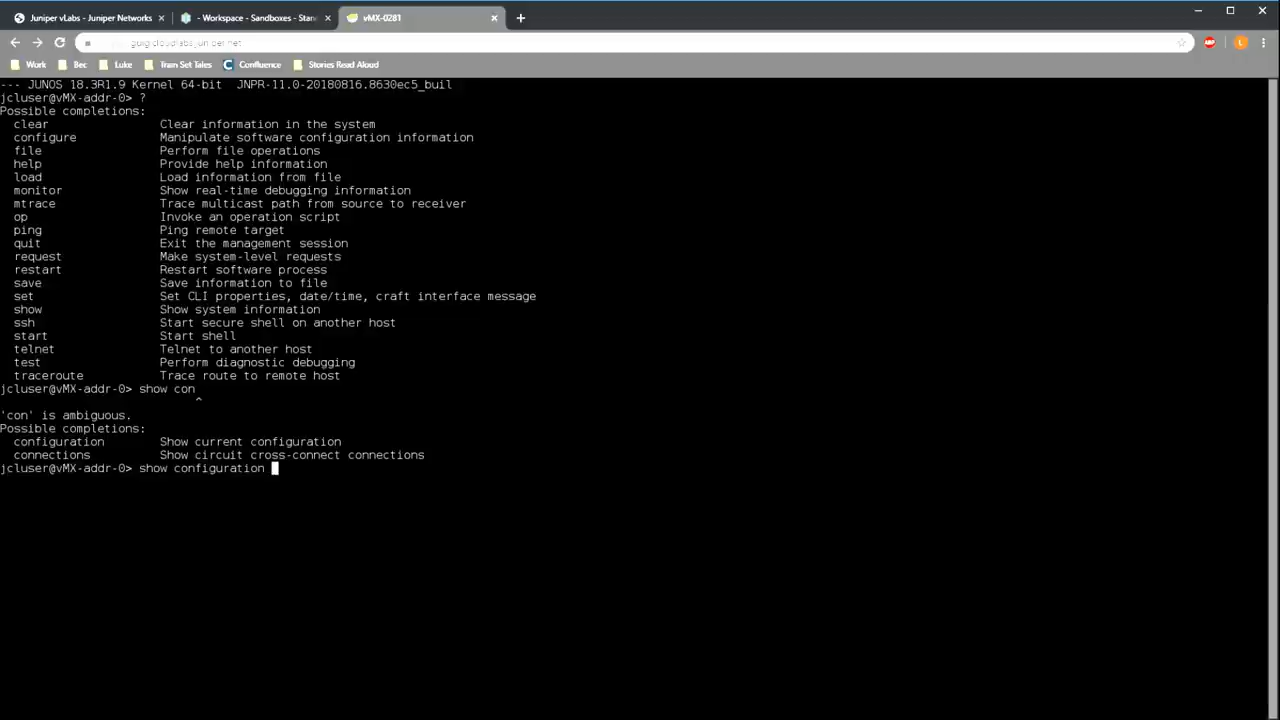 Juniper vLabs - Juniper Networks
- Workspace - Sandboxes - Stan
vMX-0281
Work
Bec
Luke
Train Set Tales
Confluence
Stories Read Aloud
--- JUNOS 18.3R1.9 Kernel 64-bit  JNPR-11.0-20180816.8630ec5_buil
jcluser@vMX-addr-0> ?
Possible completions:
clear Clear information in the system
configure Manipulate software configuration information
file Perform file operations
help Provide help information
load Load information from file
monitor Show real-time debugging information
mtrace Trace multicast path from source to receiver
op Invoke an operation script
ping Ping remote target
quit Exit the management session
request Make system-level requests
restart Restart software process
save Save information to file
set Set CLI properties, date/time, craft interface message
show Show system information
ssh Start secure shell on another host
start Start shell
telnet Telnet to another host
test Perform diagnostic debugging
traceroute Trace route to remote host
jcluser@vMX-addr-0> show con
^
'con' is ambiguous.
Possible completions:
configuration Show current configuration
connections Show circuit cross-connect connections
jcluser@vMX-addr-0> show configuration